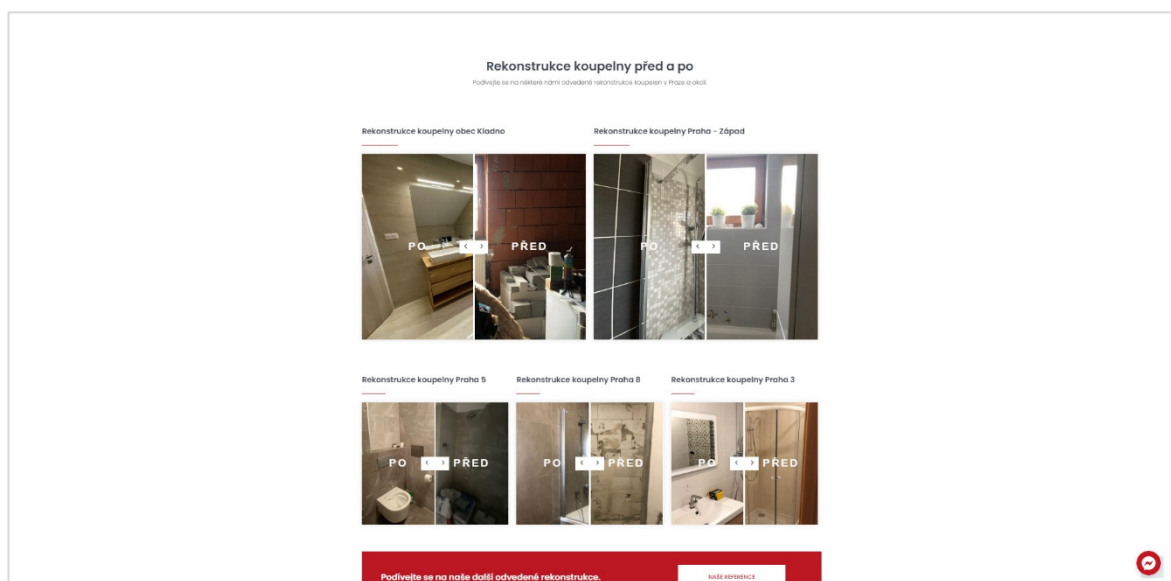 Rekonstrukce koupelny před a po
Podívejte se na některé námi odvedené rekonstrukce koupelen v Praze a okolí.
Rekonstrukce koupelny obec Kladno
Rekonstrukce koupelny Praha - Západ
PO
PŘED
PO
PŘED
Rekonstrukce koupelny Praha 5
Rekonstrukce koupelny Praha 8
Rekonstrukce koupelny Praha 3
PO
PŘED
PO
PŘED
PO
PŘED
Podívejte se na naše další odvedené rekonstrukce.
NAŠE REFERENCE